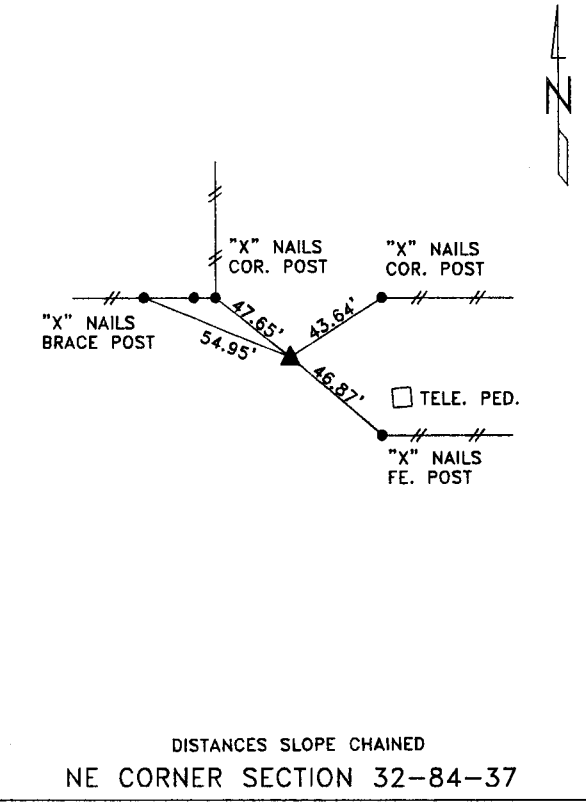 N
"X" NAILS
COR. POST
"X" NAILS
COR. POST
47.65'
43.64'
"X" NAILS
BRACE POST
54.95'
46.87'
TELE. PED.
"X" NAILS
FE. POST
DISTANCES SLOPE CHAINED
NE CORNER SECTION 32-84-37